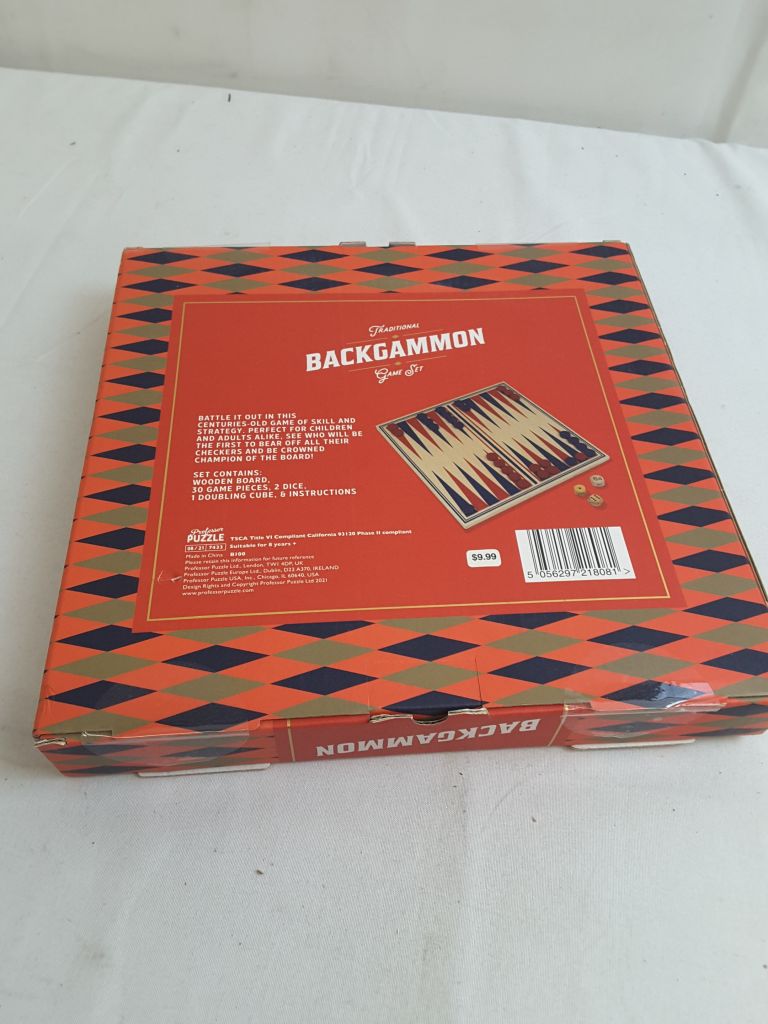 TRADITIONAL
BACKGAMMON
GAME SET
BATTLE IT OUT IN THIS
CENTURIES-OLD GAME OF SKILL AND
STRATEGY. PERFECT FOR CHILDREN
AND ADULTS ALIKE, SEE WHO WILL BE
THE FIRST TO BEAR OFF ALL THEIR
CHECKERS AND BE CROWNED
CHAMPION OF THE BOARD!
SET CONTAINS:
WOODEN BOARD,
30 GAME PIECES, 2 DICE,
1 DOUBLING CUBE, & INSTRUCTIONS
Professor
PUZZLE
08/21 7433
TSCA Title VI Compliant California 93120 Phase II compliant
Suitable for 8 years +
Made in China
B100
Please retain this information for future reference
Professor Puzzle Ltd., London, TW1 4DP, UK
Professor Puzzle Europe Ltd., Dublin, D22 A370, IRELAND
Professor Puzzle USA, Inc., Chicago, IL 60640, USA
Design Rights and Copyright Professor Puzzle Ltd 2021
www.professorpuzzle.com
$9.99
5 056297 218081 >
BACKGAMMON